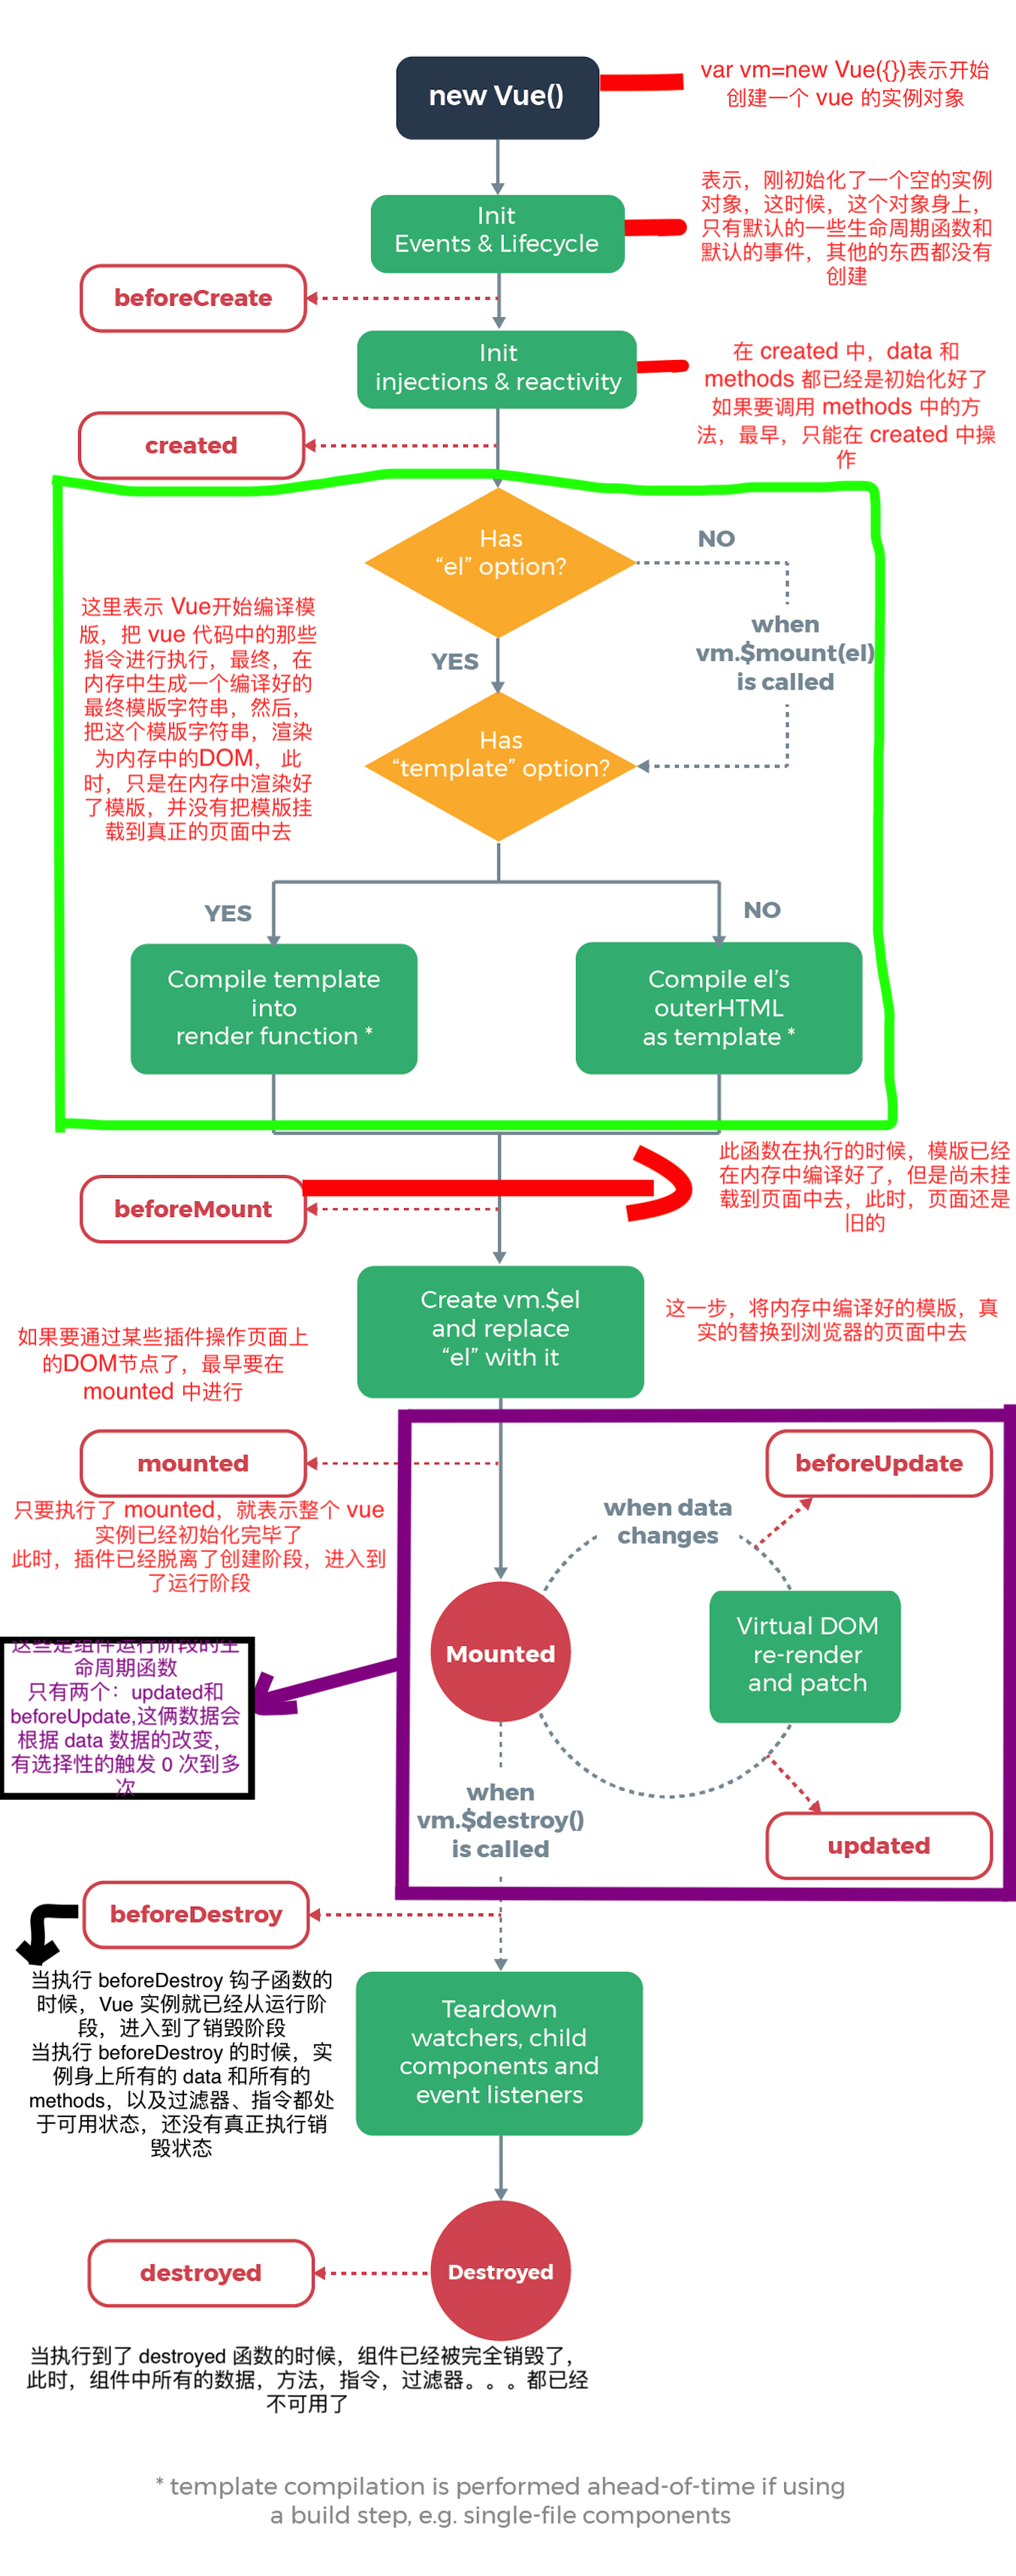 new Vue()
var vm=new Vue({})表示开始
创建一个 vue 的实例对象
Init
Events & Lifecycle
表示，刚初始化了一个空的实例
对象，这时候，这个对象身上，
只有默认的一些生命周期函数和
默认的事件，其他的东西都没有
创建
beforeCreate
Init
injections & reactivity
在 created 中，data 和
methods 都已经是初始化好了
如果要调用 methods 中的方
法，最早，只能在 created 中操
作
created
Has
“el” option?
NO
YES
when
vm.$mount(el)
is called
这里表示 Vue开始编译模
版，把 vue 代码中的那些
指令进行执行，最终，在
内存中生成一个编译好的
最终模版字符串，然后，
把这个模版字符串，渲染
为内存中的DOM， 此
时，只是在内存中渲染好
了模版，并没有把模版挂
载到真正的页面中去
Has
“template” option?
YES
NO
Compile template
into
render function *
Compile el’s
outerHTML
as template *
beforeMount
此函数在执行的时候，模版已经
在内存中编译好了，但是尚未挂
载到页面中去，此时，页面还是
旧的
Create vm.$el
and replace
“el” with it
这一步，将内存中编译好的模版，真
实的替换到浏览器的页面中去
如果要通过某些插件操作页面上
的DOM节点了，最早要在
mounted 中进行
mounted
只要执行了 mounted，就表示整个 vue
实例已经初始化完毕了
此时，插件已经脱离了创建阶段，进入到
了运行阶段
beforeUpdate
when data
changes
Mounted
Virtual DOM
re-render
and patch
这些是组件运行阶段的生
命周期函数
只有两个：updated和
beforeUpdate,这俩数据会
根据 data 数据的改变，
有选择性的触发 0 次到多
次
when
vm.$destroy()
is called
updated
beforeDestroy
当执行 beforeDestroy 钩子函数的
时候，Vue 实例就已经从运行阶
段，进入到了销毁阶段
当执行 beforeDestroy 的时候，实
例身上所有的 data 和所有的
methods，以及过滤器、指令都处
于可用状态，还没有真正执行销
毁状态
Teardown
watchers, child
components and
event listeners
destroyed
Destroyed
当执行到了 destroyed 函数的时候，组件已经被完全销毁了，
此时，组件中所有的数据，方法，指令，过滤器。。。都已经
不可用了
* template compilation is performed ahead-of-time if using
a build step, e.g. single-file components